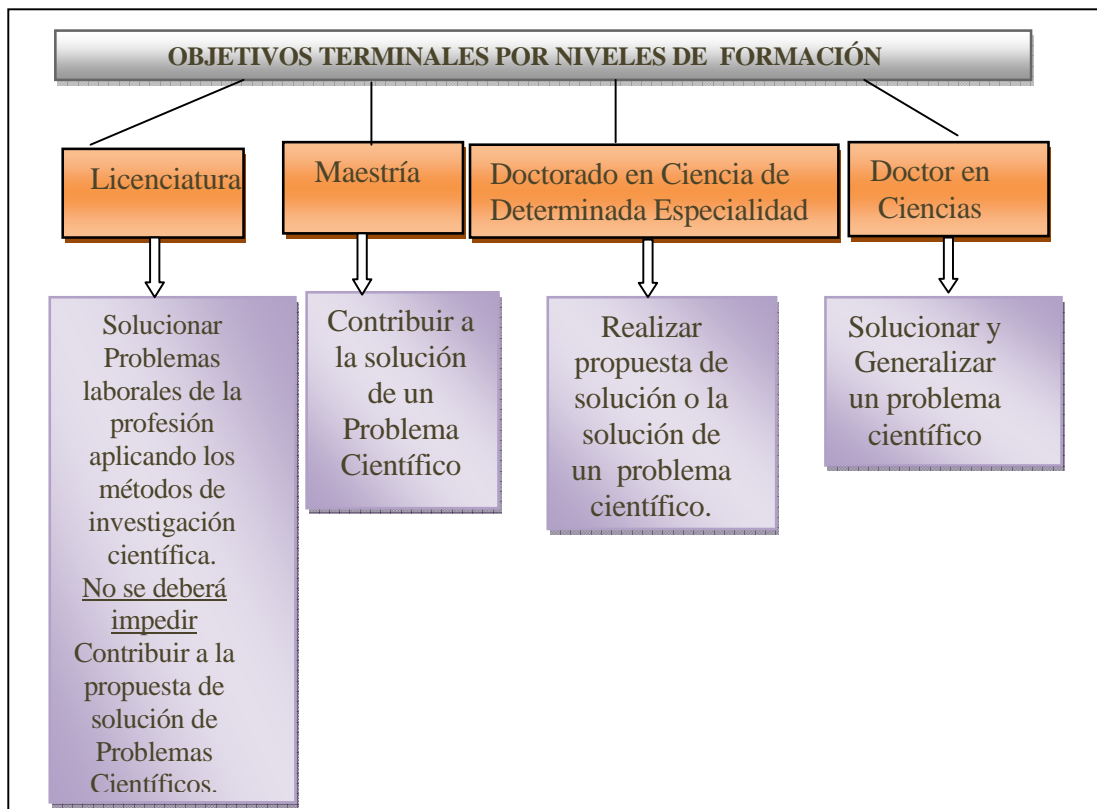 OBJETIVOS TERMINALES POR NIVELES DE FORMACIÓN
Licenciatura
Solucionar
Problemas
laborales de la
profesión
aplicando los
métodos de
investigación
científica.
No se deberá
impedir
Contribuir a la
propuesta de
solución de
Problemas
Científicos.
Maestría
Contribuir a
la solución
de un
Problema
Científico
Doctorado en Ciencia de
Determinada Especialidad
Realizar
propuesta de
solución o la
solución de
un problema
científico.
Doctor en
Ciencias
Solucionar y
Generalizar
un problema
científico